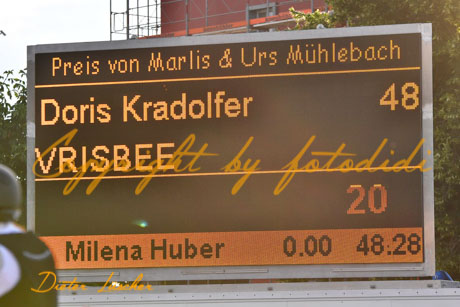 Preis von Marlis & Urs Mühlebach
Doris Kradolfer 48
VRISBEE
Copyright by fotodidi
20
Milena Huber 0.00 48.28